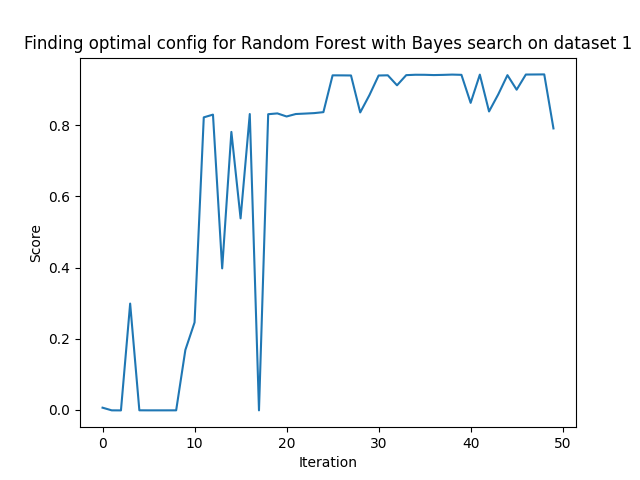 Finding optimal config for Random Forest with Bayes search on dataset 1
0.8
0.6
0.4
0.2
0.0
Score
0 10 20 30 40 50
Iteration